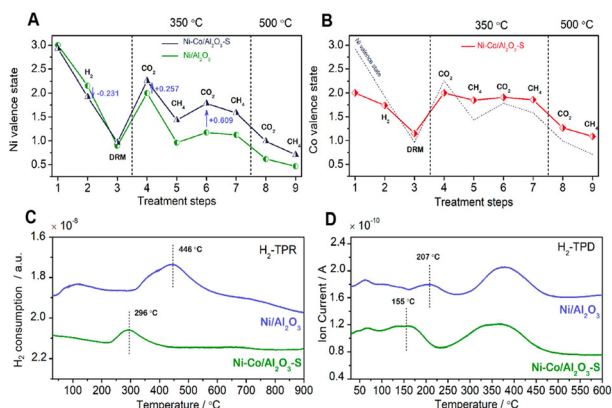 350 °C 500 °C
A
Ni-Co/Al2O3-S
Ni/Al2O3
Ni valence state
3.0
2.5
2.0
1.5
1.0
0.5
H2
-0.231
DRM
CO2
+0.257
CH4
CO2
+0.609
CH4
CO2
CH4
1 2 3 4 5 6 7 8 9
Treatment steps
350 °C 500 °C
B
Ni-Co/Al2O3-S
Co valence state
3.0
2.5
2.0
1.5
1.0
0.5
Ni valence state
H2
DRM
CO2
CH4
CO2
CH4
CO2
CH4
1 2 3 4 5 6 7 8 9
Treatment steps
C
H2-TPR
H2 consumption / a.u.
1.6
1.8
2.0
2.2
446 °C
Ni/Al2O3
296 °C
Ni-Co/Al2O3-S
100 200 300 400 500 600 700 800 900
Temperature / °C
D
× 10-10
H2-TPD
Ion Current / A
2.4
2.0
1.6
1.2
0.8
207 °C
Ni/Al2O3
155 °C
Ni-Co/Al2O3-S
50 100 150 200 250 300 350 400 450 500 550 600
Temperature / °C